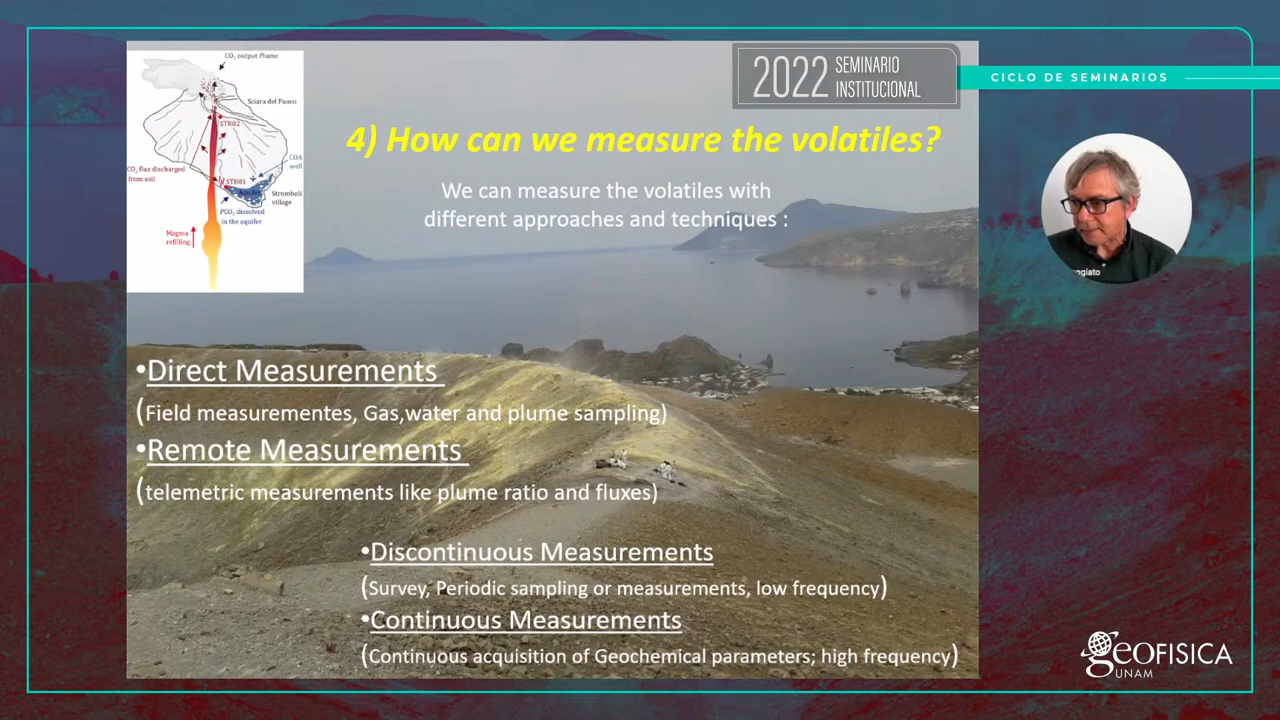 CO₂ output Plume
Sciara del Fuoco
STR02
COA
well
CO₂ flux discharged
from soil
STR01
Aquifer
Stromboli
village
PCO₂ dissolved
in the aquifer
Magma
refilling
2022 SEMINARIO
INSTITUCIONAL
CICLO DE SEMINARIOS
4) How can we measure the volatiles?
We can measure the volatiles with
different approaches and techniques :
•Direct Measurements
(Field measurementes, Gas,water and plume sampling)
•Remote Measurements
(telemetric measurements like plume ratio and fluxes)
•Discontinuous Measurements
(Survey, Periodic sampling or measurements, low frequency)
•Continuous Measurements
(Continuous acquisition of Geochemical parameters; high frequency)
GEOFISICA
UNAM